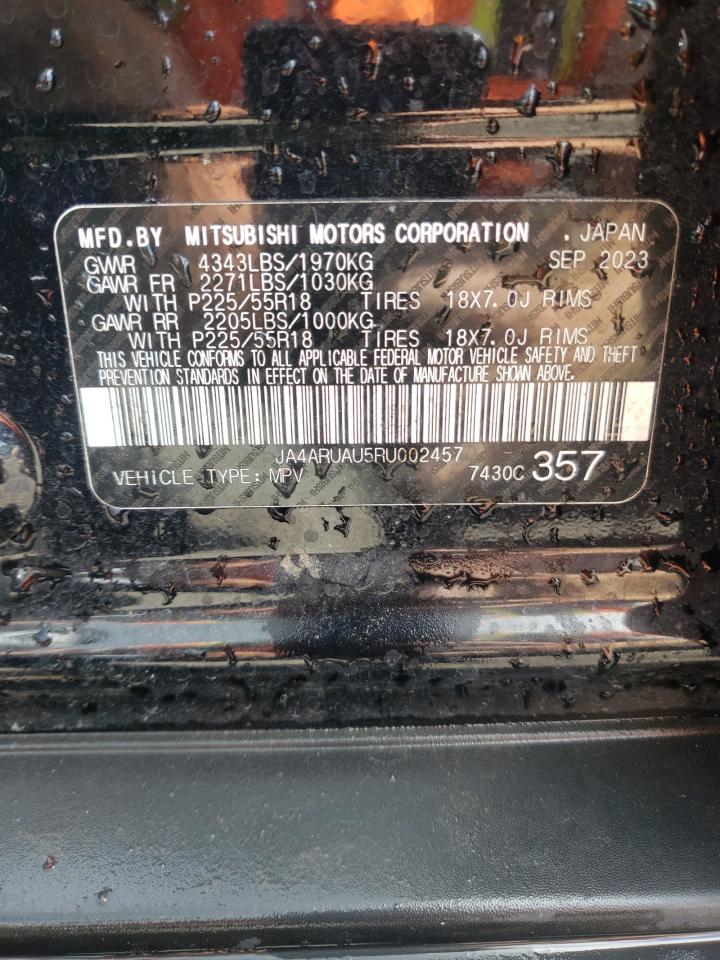 MFD.BY MITSUBISHI MOTORS CORPORATION . JAPAN
GVWR 4343LBS/1970KG SEP 2023
GAWR FR 2271LBS/1030KG
WITH P225/55R18 TIRES 18X7.0J RIMS
GAWR RR 2205LBS/1000KG
WITH P225/55R18 TIRES 18X7.0J RIMS
THIS VEHICLE CONFORMS TO ALL APPLICABLE FEDERAL MOTOR VEHICLE SAFETY AND THEFT
PREVENTION STANDARDS IN EFFECT ON THE DATE OF MANUFACTURE SHOWN ABOVE.
JA4ARUAU5RU002457
VEHICLE TYPE: MPV 7430C 357